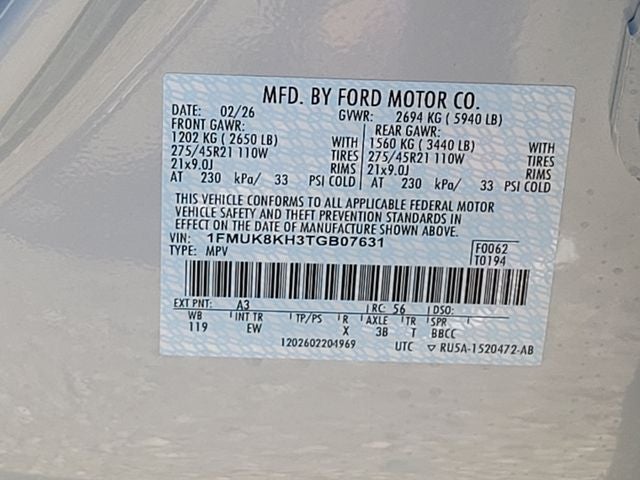 MFD. BY FORD MOTOR CO.
DATE: 02/26 GVWR: 2694 KG ( 5940 LB)
FRONT GAWR: REAR GAWR:
1202 KG ( 2650 LB) WITH 1560 KG ( 3440 LB) WITH
275/45R21 110W TIRES 275/45R21 110W TIRES
21x9.0J RIMS 21x9.0J RIMS
AT 230 kPa/ 33 PSI COLD AT 230 kPa/ 33 PSI COLD
THIS VEHICLE CONFORMS TO ALL APPLICABLE FEDERAL MOTOR
VEHICLE SAFETY AND THEFT PREVENTION STANDARDS IN
EFFECT ON THE DATE OF MANUFACTURE SHOWN ABOVE.
VIN: 1FMUK8KH3TGB07631 F0062
TYPE: MPV T0194
EXT PNT: A3 RC: 56 DSO:
WB INT TR TP/PS R AXLE TR SPR
119 EW X 3B T BBCC
1202602204969 UTC ▽ RU5A-1520472-AB